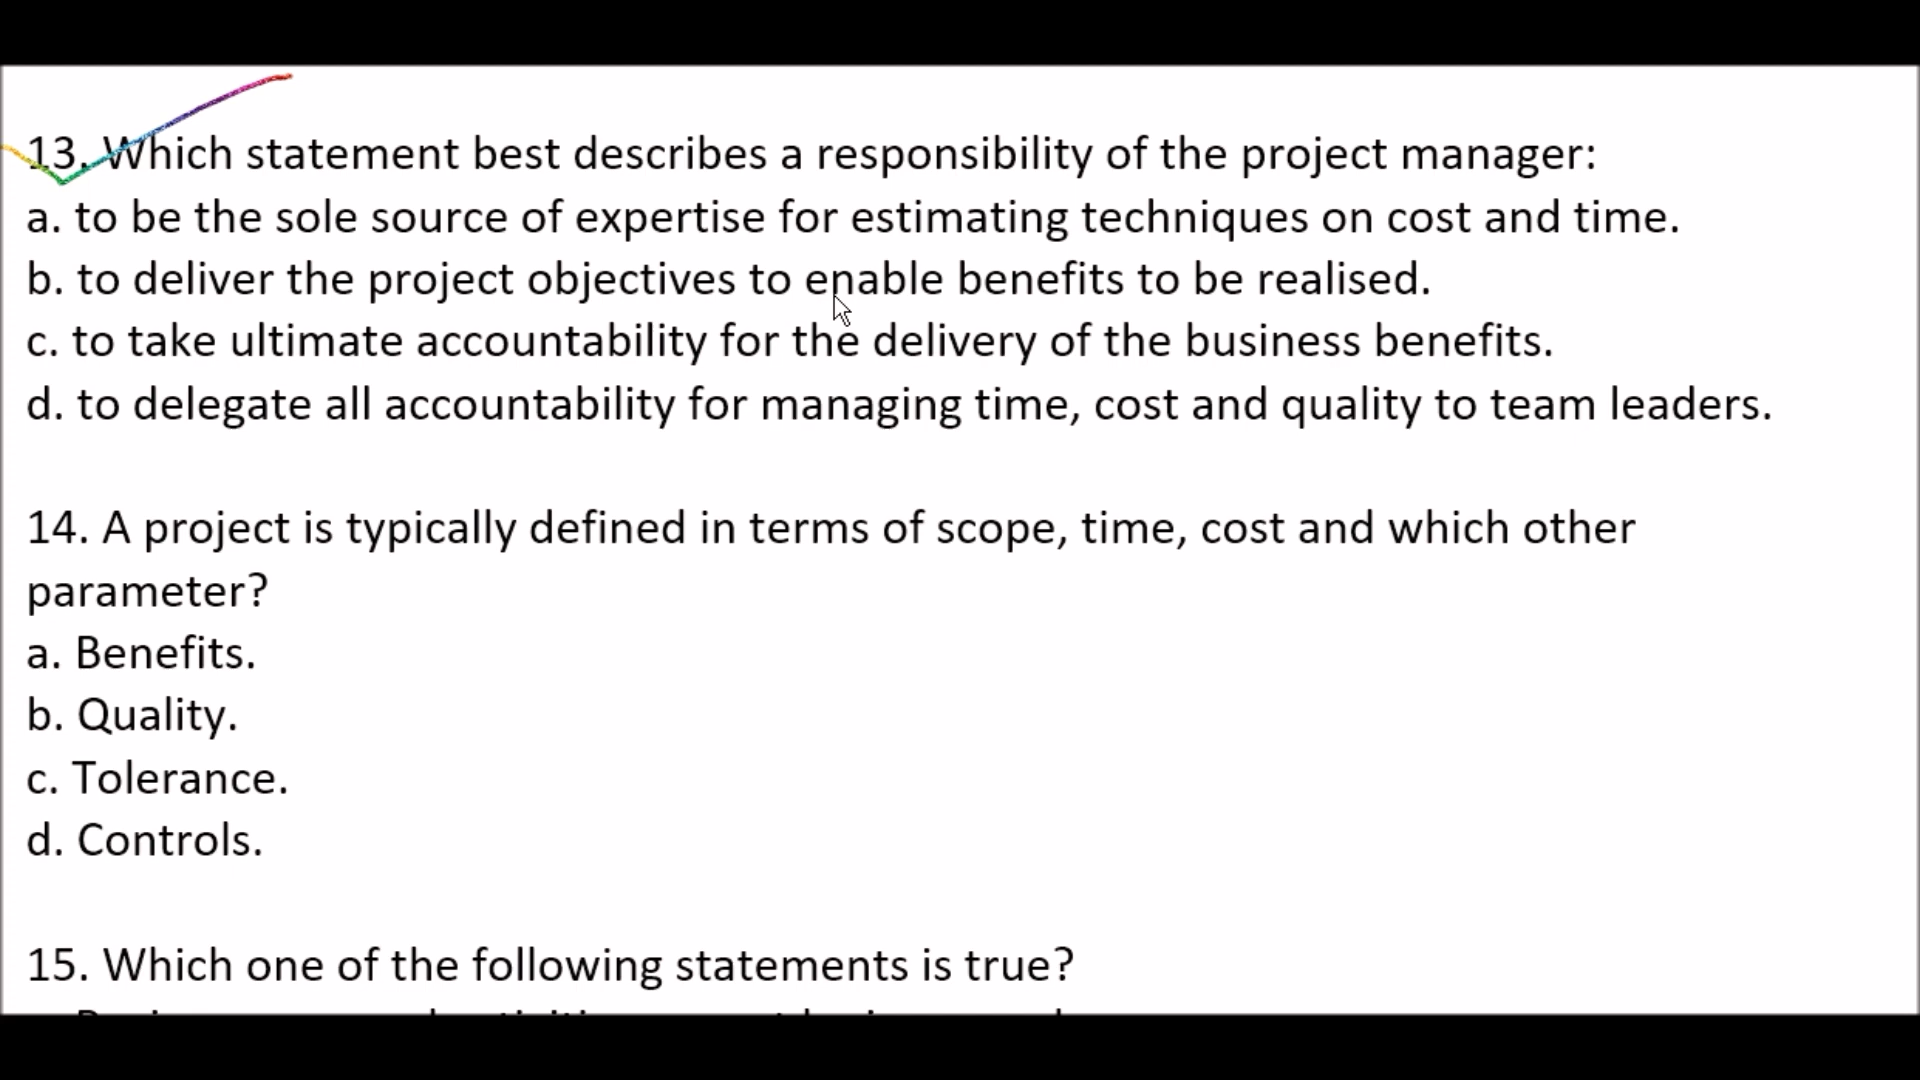 13. Which statement best describes a responsibility of the project manager:
a. to be the sole source of expertise for estimating techniques on cost and time.
b. to deliver the project objectives to enable benefits to be realised.
c. to take ultimate accountability for the delivery of the business benefits.
d. to delegate all accountability for managing time, cost and quality to team leaders.
14. A project is typically defined in terms of scope, time, cost and which other
parameter?
a. Benefits.
b. Quality.
c. Tolerance.
d. Controls.
15. Which one of the following statements is true?